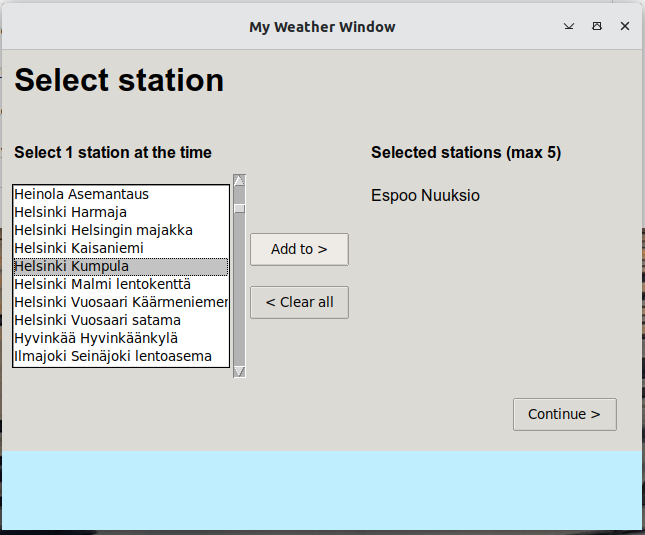 My Weather Window
Select station
Select 1 station at the time
Selected stations (max 5)
Heinola Asemantaus
Helsinki Harmaja
Helsinki Helsingin majakka
Helsinki Kaisaniemi
Helsinki Kumpula
Helsinki Malmi lentokenttä
Helsinki Vuosaari Käärmeniemen
Helsinki Vuosaari satama
Hyvinkää Hyvinkäänkylä
Ilmajoki Seinäjoki lentoasema
Espoo Nuuksio
Add to >
< Clear all
Continue >